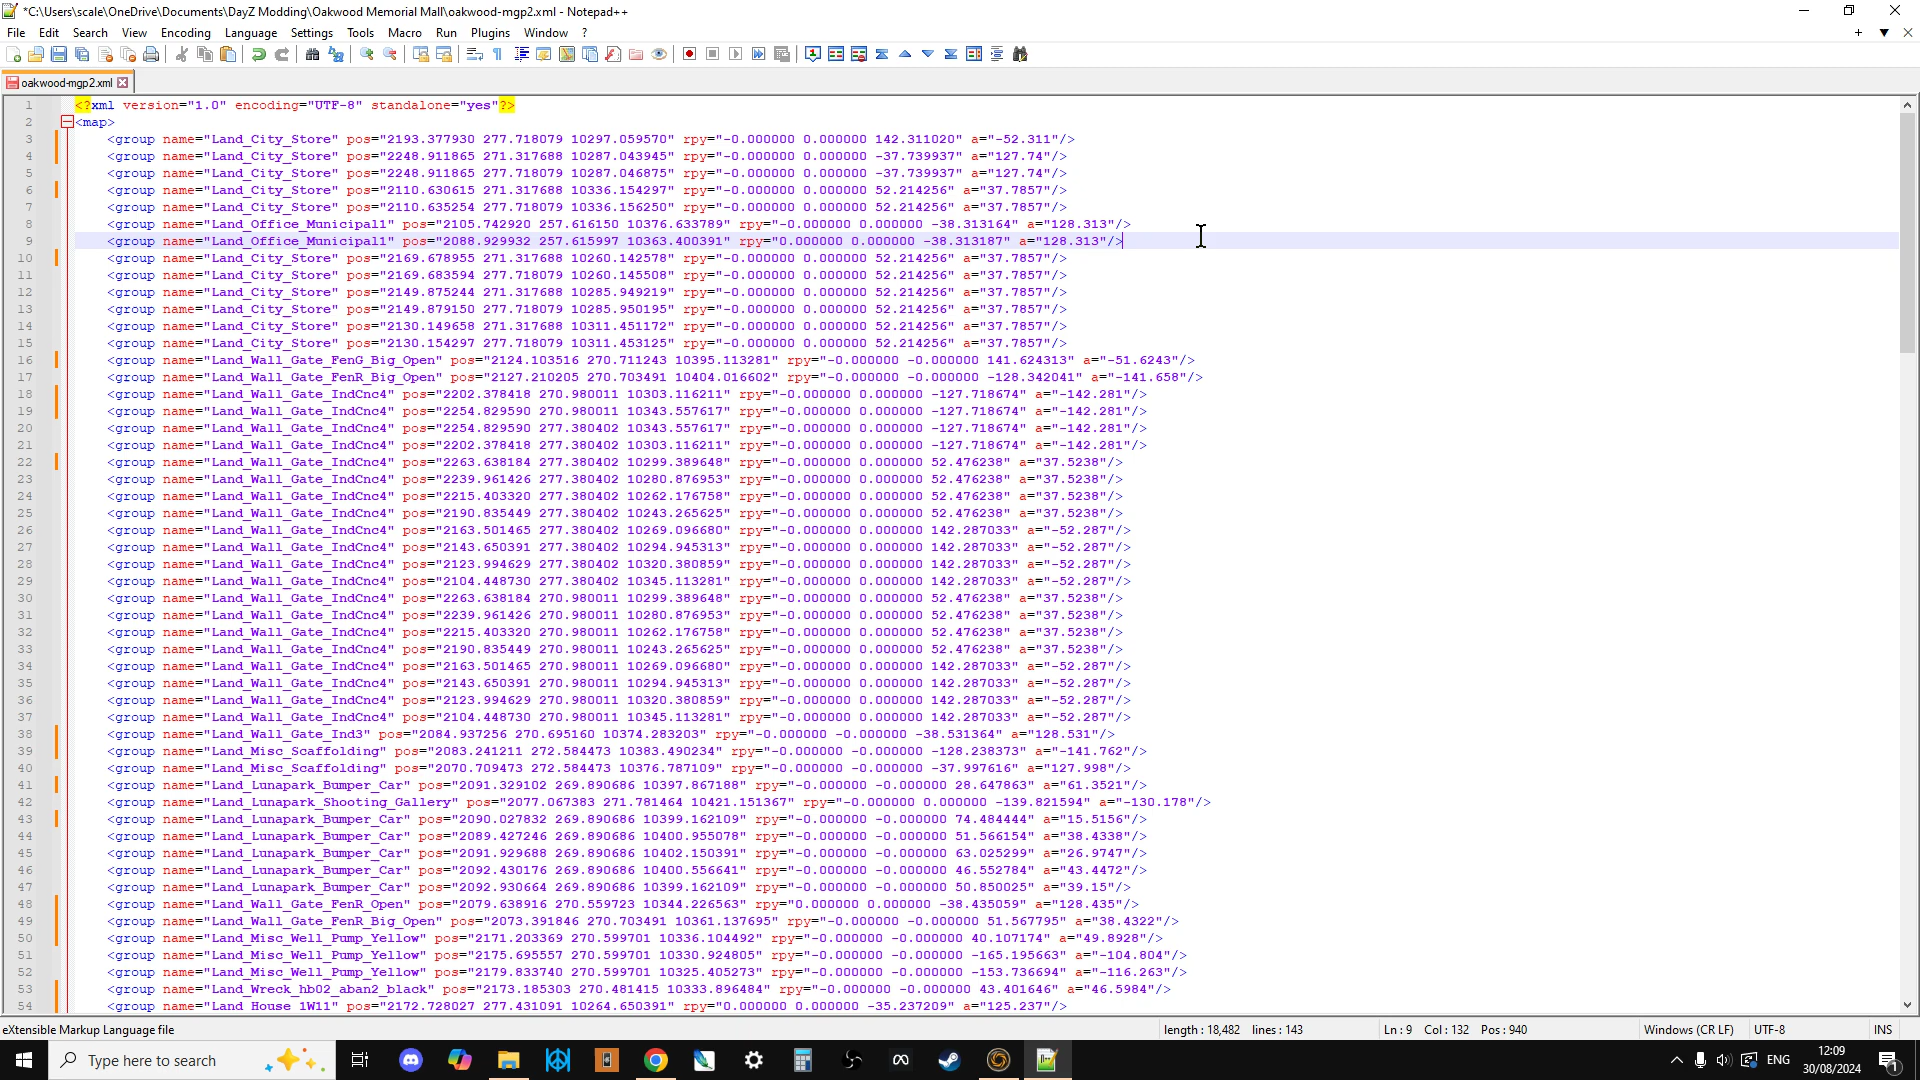 *C:\Users\scale\OneDrive\Documents\DayZ Modding\Oakwood Memorial Mall\oakwood-mgp2.xml - Notepad++
File Edit Search View Encoding Language Settings Tools Macro Run Plugins Window ?
oakwood-mgp2.xml
1 <?xml version="1.0" encoding="UTF-8" standalone="yes"?>
2 <map>
3 <group name="Land_City_Store" pos="2193.377930 277.718079 10297.059570" rpy="-0.000000 0.000000 142.311020" a="-52.311"/>
4 <group name="Land_City_Store" pos="2248.911865 271.317688 10287.043945" rpy="-0.000000 0.000000 -37.739937" a="127.74"/>
5 <group name="Land_City_Store" pos="2248.911865 277.718079 10287.046875" rpy="-0.000000 0.000000 -37.739937" a="127.74"/>
6 <group name="Land_City_Store" pos="2110.630615 271.317688 10336.154297" rpy="-0.000000 0.000000 52.214256" a="37.7857"/>
7 <group name="Land_City_Store" pos="2110.635254 277.718079 10336.156250" rpy="-0.000000 0.000000 52.214256" a="37.7857"/>
8 <group name="Land_Office_Municipal1" pos="2105.742920 257.616150 10376.633789" rpy="-0.000000 0.000000 -38.313164" a="128.313"/>
9 <group name="Land_Office_Municipal1" pos="2088.929932 257.615997 10363.400391" rpy="0.000000 0.000000 -38.313187" a="128.313"/>
10 <group name="Land_City_Store" pos="2169.678955 271.317688 10260.142578" rpy="-0.000000 0.000000 52.214256" a="37.7857"/>
11 <group name="Land_City_Store" pos="2169.683594 277.718079 10260.145508" rpy="-0.000000 0.000000 52.214256" a="37.7857"/>
12 <group name="Land_City_Store" pos="2149.875244 271.317688 10285.949219" rpy="-0.000000 0.000000 52.214256" a="37.7857"/>
13 <group name="Land_City_Store" pos="2149.879150 277.718079 10285.950195" rpy="-0.000000 0.000000 52.214256" a="37.7857"/>
14 <group name="Land_City_Store" pos="2130.149658 271.317688 10311.451172" rpy="-0.000000 0.000000 52.214256" a="37.7857"/>
15 <group name="Land_City_Store" pos="2130.154297 277.718079 10311.453125" rpy="-0.000000 0.000000 52.214256" a="37.7857"/>
16 <group name="Land_Wall_Gate_FenG_Big_Open" pos="2124.103516 270.711243 10395.113281" rpy="-0.000000 -0.000000 141.624313" a="-51.6243"/>
17 <group name="Land_Wall_Gate_FenR_Big_Open" pos="2127.210205 270.703491 10404.016602" rpy="-0.000000 -0.000000 -128.342041" a="-141.658"/>
18 <group name="Land_Wall_Gate_IndCnc4" pos="2202.378418 270.980011 10303.116211" rpy="-0.000000 0.000000 -127.718674" a="-142.281"/>
19 <group name="Land_Wall_Gate_IndCnc4" pos="2254.829590 270.980011 10343.557617" rpy="-0.000000 0.000000 -127.718674" a="-142.281"/>
20 <group name="Land_Wall_Gate_IndCnc4" pos="2254.829590 277.380402 10343.557617" rpy="-0.000000 0.000000 -127.718674" a="-142.281"/>
21 <group name="Land_Wall_Gate_IndCnc4" pos="2202.378418 277.380402 10303.116211" rpy="-0.000000 0.000000 -127.718674" a="-142.281"/>
22 <group name="Land_Wall_Gate_IndCnc4" pos="2263.638184 277.380402 10299.389648" rpy="-0.000000 0.000000 52.476238" a="37.5238"/>
23 <group name="Land_Wall_Gate_IndCnc4" pos="2239.961426 277.380402 10280.876953" rpy="-0.000000 0.000000 52.476238" a="37.5238"/>
24 <group name="Land_Wall_Gate_IndCnc4" pos="2215.403320 277.380402 10262.176758" rpy="-0.000000 0.000000 52.476238" a="37.5238"/>
25 <group name="Land_Wall_Gate_IndCnc4" pos="2190.835449 277.380402 10243.265625" rpy="-0.000000 0.000000 52.476238" a="37.5238"/>
26 <group name="Land_Wall_Gate_IndCnc4" pos="2163.501465 277.380402 10269.096680" rpy="-0.000000 0.000000 142.287033" a="-52.287"/>
27 <group name="Land_Wall_Gate_IndCnc4" pos="2143.650391 277.380402 10294.945313" rpy="-0.000000 0.000000 142.287033" a="-52.287"/>
28 <group name="Land_Wall_Gate_IndCnc4" pos="2123.994629 277.380402 10320.380859" rpy="-0.000000 0.000000 142.287033" a="-52.287"/>
29 <group name="Land_Wall_Gate_IndCnc4" pos="2104.448730 277.380402 10345.113281" rpy="-0.000000 0.000000 142.287033" a="-52.287"/>
30 <group name="Land_Wall_Gate_IndCnc4" pos="2263.638184 270.980011 10299.389648" rpy="-0.000000 0.000000 52.476238" a="37.5238"/>
31 <group name="Land_Wall_Gate_IndCnc4" pos="2239.961426 270.980011 10280.876953" rpy="-0.000000 0.000000 52.476238" a="37.5238"/>
32 <group name="Land_Wall_Gate_IndCnc4" pos="2215.403320 270.980011 10262.176758" rpy="-0.000000 0.000000 52.476238" a="37.5238"/>
33 <group name="Land_Wall_Gate_IndCnc4" pos="2190.835449 270.980011 10243.265625" rpy="-0.000000 0.000000 52.476238" a="37.5238"/>
34 <group name="Land_Wall_Gate_IndCnc4" pos="2163.501465 270.980011 10269.096680" rpy="-0.000000 0.000000 142.287033" a="-52.287"/>
35 <group name="Land_Wall_Gate_IndCnc4" pos="2143.650391 270.980011 10294.945313" rpy="-0.000000 0.000000 142.287033" a="-52.287"/>
36 <group name="Land_Wall_Gate_IndCnc4" pos="2123.994629 270.980011 10320.380859" rpy="-0.000000 0.000000 142.287033" a="-52.287"/>
37 <group name="Land_Wall_Gate_IndCnc4" pos="2104.448730 270.980011 10345.113281" rpy="-0.000000 0.000000 142.287033" a="-52.287"/>
38 <group name="Land_Wall_Gate_Ind3" pos="2084.937256 270.695160 10374.283203" rpy="-0.000000 -0.000000 -38.531364" a="128.531"/>
39 <group name="Land_Misc_Scaffolding" pos="2083.241211 272.584473 10383.490234" rpy="-0.000000 -0.000000 -128.238373" a="-141.762"/>
40 <group name="Land_Misc_Scaffolding" pos="2070.709473 272.584473 10376.787109" rpy="-0.000000 -0.000000 -37.997616" a="127.998"/>
41 <group name="Land_Lunapark_Bumper_Car" pos="2091.329102 269.890686 10397.867188" rpy="-0.000000 -0.000000 28.647863" a="61.3521"/>
42 <group name="Land_Lunapark_Shooting_Gallery" pos="2077.067383 271.781464 10421.151367" rpy="-0.000000 0.000000 -139.821594" a="-130.178"/>
43 <group name="Land_Lunapark_Bumper_Car" pos="2090.027832 269.890686 10399.162109" rpy="-0.000000 -0.000000 74.484444" a="15.5156"/>
44 <group name="Land_Lunapark_Bumper_Car" pos="2089.427246 269.890686 10400.955078" rpy="-0.000000 -0.000000 51.566154" a="38.4338"/>
45 <group name="Land_Lunapark_Bumper_Car" pos="2091.929688 269.890686 10402.150391" rpy="-0.000000 -0.000000 63.025299" a="26.9747"/>
46 <group name="Land_Lunapark_Bumper_Car" pos="2092.430176 269.890686 10400.556641" rpy="-0.000000 -0.000000 46.552784" a="43.4472"/>
47 <group name="Land_Lunapark_Bumper_Car" pos="2092.930664 269.890686 10399.162109" rpy="-0.000000 -0.000000 50.850025" a="39.15"/>
48 <group name="Land_Wall_Gate_FenR_Open" pos="2079.638916 270.559723 10344.226563" rpy="0.000000 0.000000 -38.435059" a="128.435"/>
49 <group name="Land_Wall_Gate_FenR_Big_Open" pos="2073.391846 270.703491 10361.137695" rpy="-0.000000 -0.000000 51.567795" a="38.4322"/>
50 <group name="Land_Misc_Well_Pump_Yellow" pos="2171.203369 270.599701 10336.104492" rpy="-0.000000 -0.000000 40.107174" a="49.8928"/>
51 <group name="Land_Misc_Well_Pump_Yellow" pos="2175.695557 270.599701 10330.924805" rpy="-0.000000 -0.000000 -165.195663" a="-104.804"/>
52 <group name="Land_Misc_Well_Pump_Yellow" pos="2179.833740 270.599701 10325.405273" rpy="-0.000000 -0.000000 -153.736694" a="-116.263"/>
53 <group name="Land_Wreck_hb02_aban2_black" pos="2173.185303 270.481415 10333.896484" rpy="-0.000000 -0.000000 43.401646" a="46.5984"/>
54 <group name="Land_House_1W11" pos="2172.728027 277.431091 10264.650391" rpy="0.000000 0.000000 -35.237209" a="125.237"/>
eXtensible Markup Language file length : 18,482 lines : 143 Ln : 9 Col : 132 Pos : 940 Windows (CR LF) UTF-8 INS
Type here to search ENG 12:09
30/08/2024 1